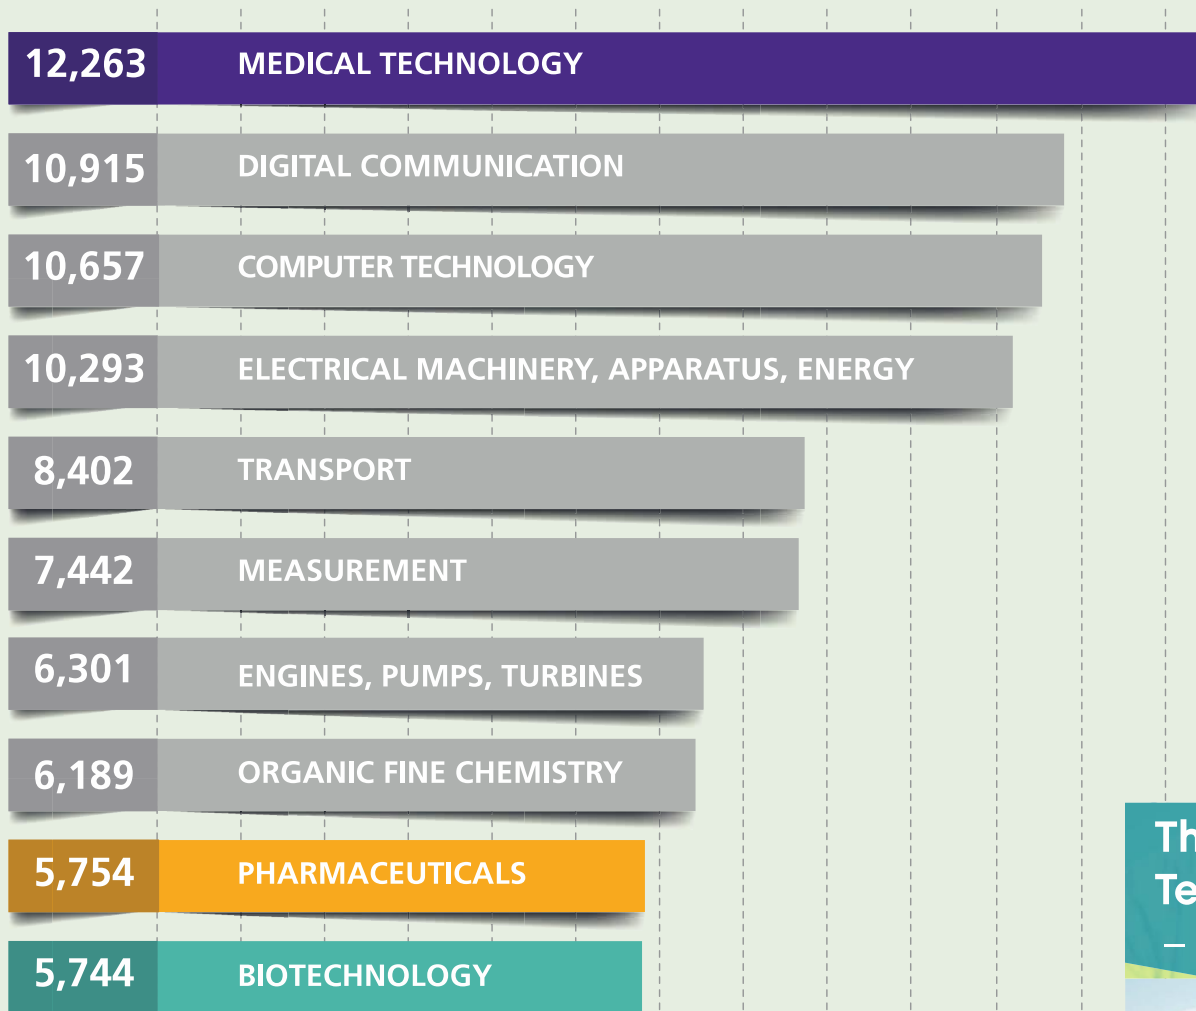 12,263 MEDICAL TECHNOLOGY
10,915 DIGITAL COMMUNICATION
10,657 COMPUTER TECHNOLOGY
10,293 ELECTRICAL MACHINERY, APPARATUS, ENERGY
8,402 TRANSPORT
7,442 MEASUREMENT
6,301 ENGINES, PUMPS, TURBINES
6,189 ORGANIC FINE CHEMISTRY
5,754 PHARMACEUTICALS
5,744 BIOTECHNOLOGY
Th
Te
–